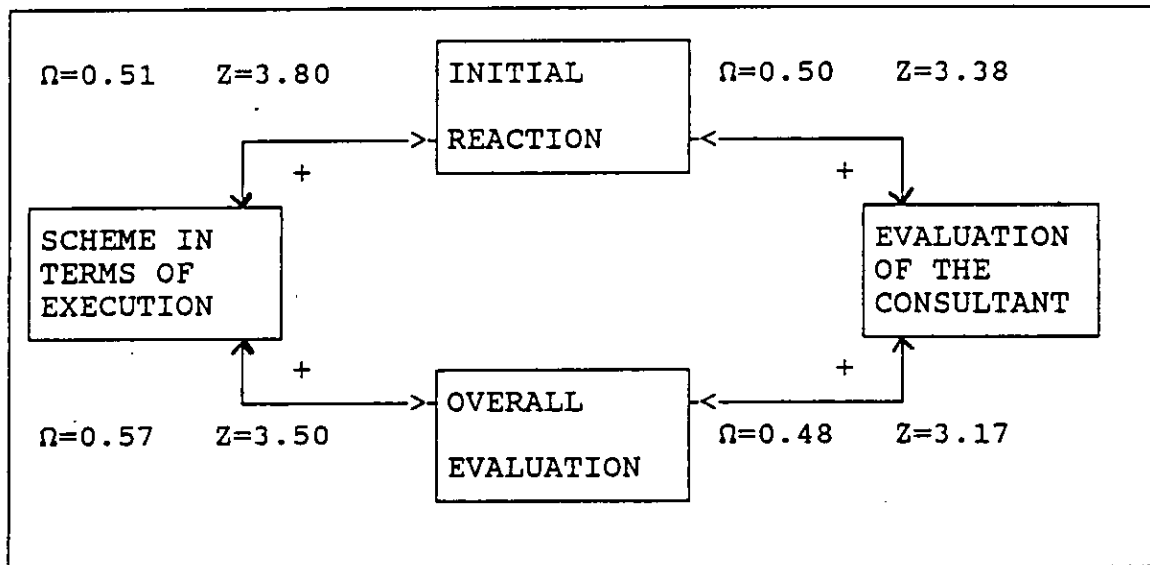 Ω=0.51 Z=3.80
INITIAL
REACTION
Ω=0.50 Z=3.38
+
+
SCHEME IN
TERMS OF
EXECUTION
EVALUATION
OF THE
CONSULTANT
+
+
OVERALL
EVALUATION
Ω=0.57 Z=3.50
Ω=0.48 Z=3.17